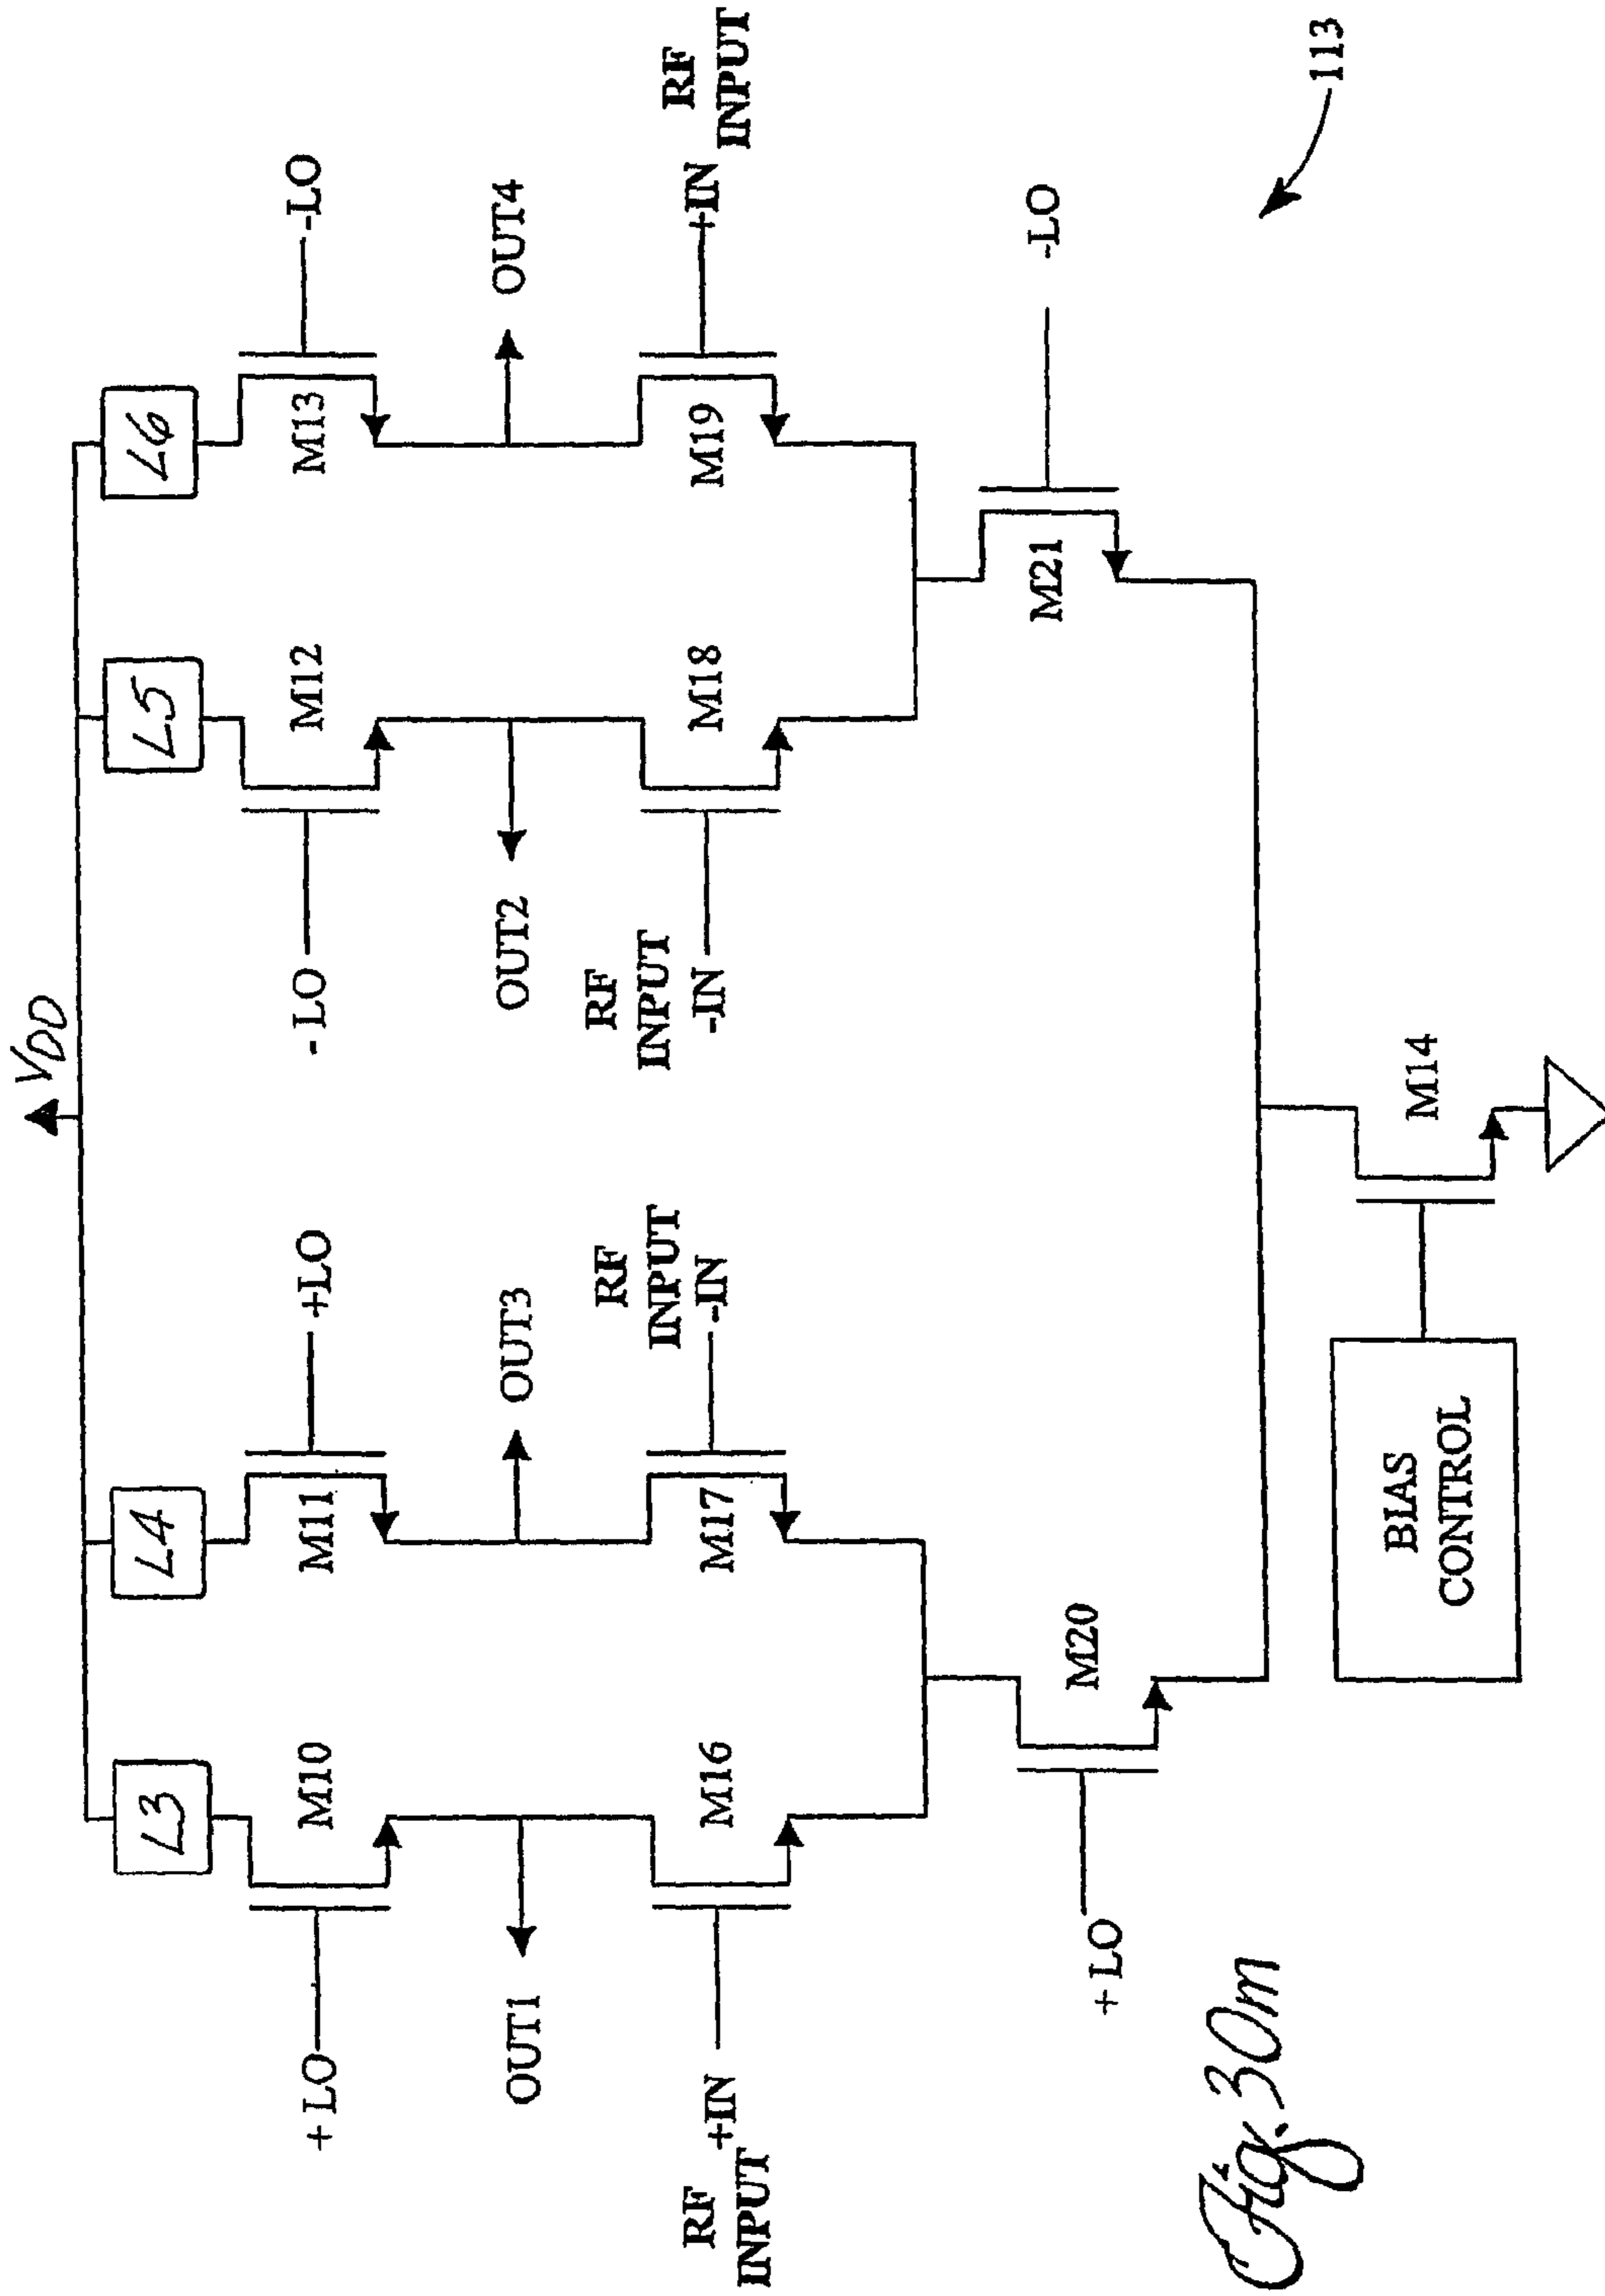 VDD
L3
L4
L5
L6
+ LO
M10
M11
+LO
- LO
M12
M13
-LO
OUT1
OUT3
OUT2
OUT4
RF
INPUT
+IN
M16
M17
RF
INPUT
-IN
RF
INPUT
-IN
M18
M19
+IN
RF
INPUT
+ LO
M20
M21
-LO
BIAS
CONTROL
M14
113
Fig. 30m